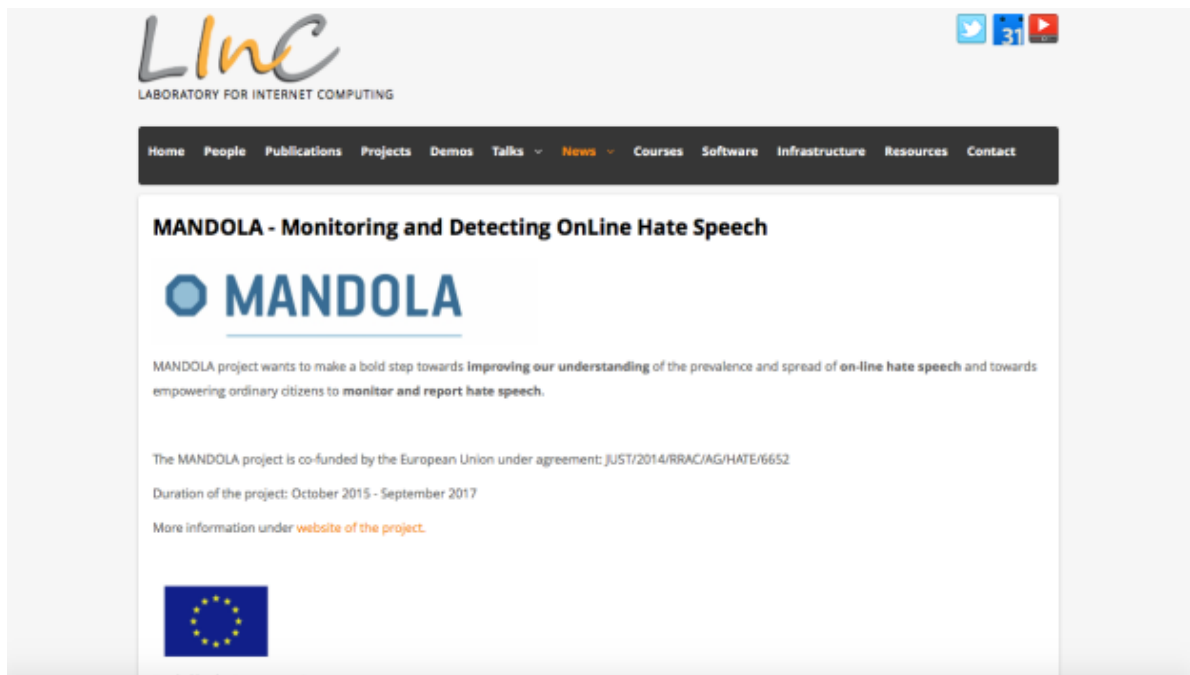 LInC
LABORATORY FOR INTERNET COMPUTING
31
Home People Publications Projects Demos Talks News Courses Software Infrastructure Resources Contact
MANDOLA - Monitoring and Detecting OnLine Hate Speech
MANDOLA
MANDOLA project wants to make a bold step towards improving our understanding of the prevalence and spread of on-line hate speech and towards
empowering ordinary citizens to monitor and report hate speech.
The MANDOLA project is co-funded by the European Union under agreement: JUST/2014/RRAC/AG/HATE/6652
Duration of the project: October 2015 - September 2017
More information under website of the project.